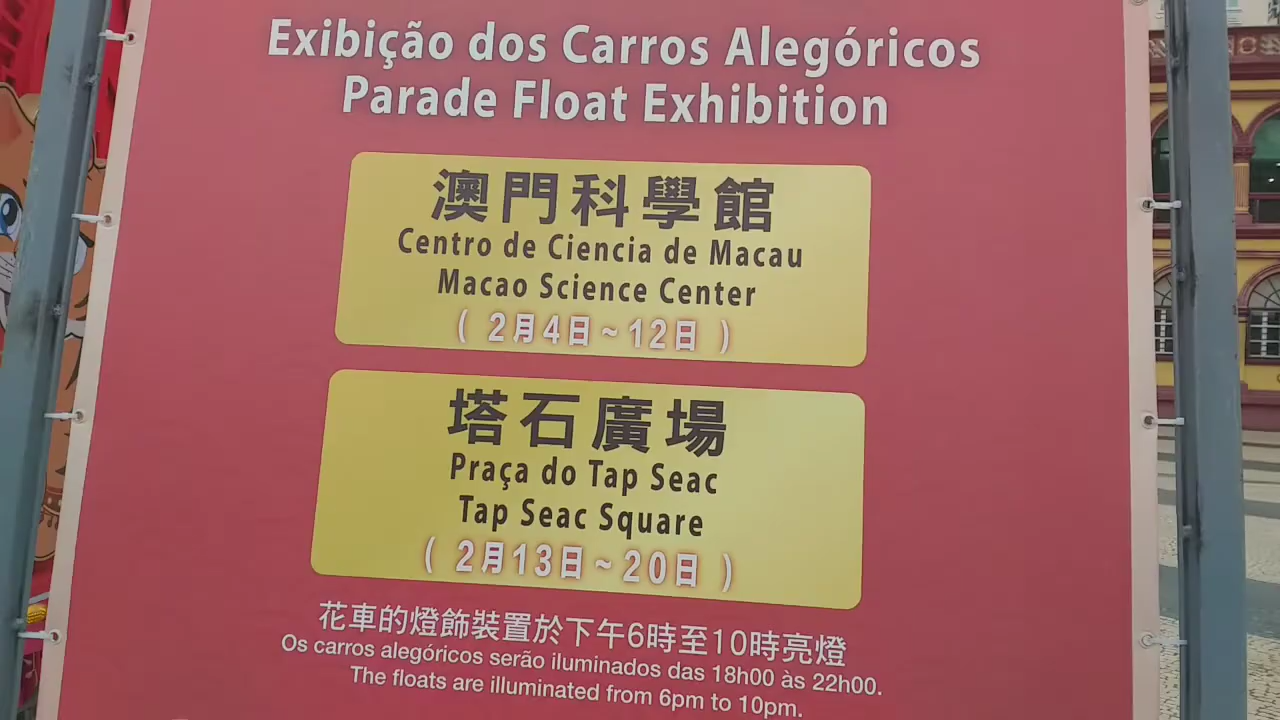 Exibição dos Carros Alegóricos
Parade Float Exhibition
澳門科學館
Centro de Ciencia de Macau
Macao Science Center
( 2月4日~12日 )
塔石廣場
Praça do Tap Seac
Tap Seac Square
( 2月13日~20日 )
花車的燈飾裝置於下午6時至10時亮燈
Os carros alegóricos serão iluminados das 18h00 às 22h00.
The floats are illuminated from 6pm to 10pm.